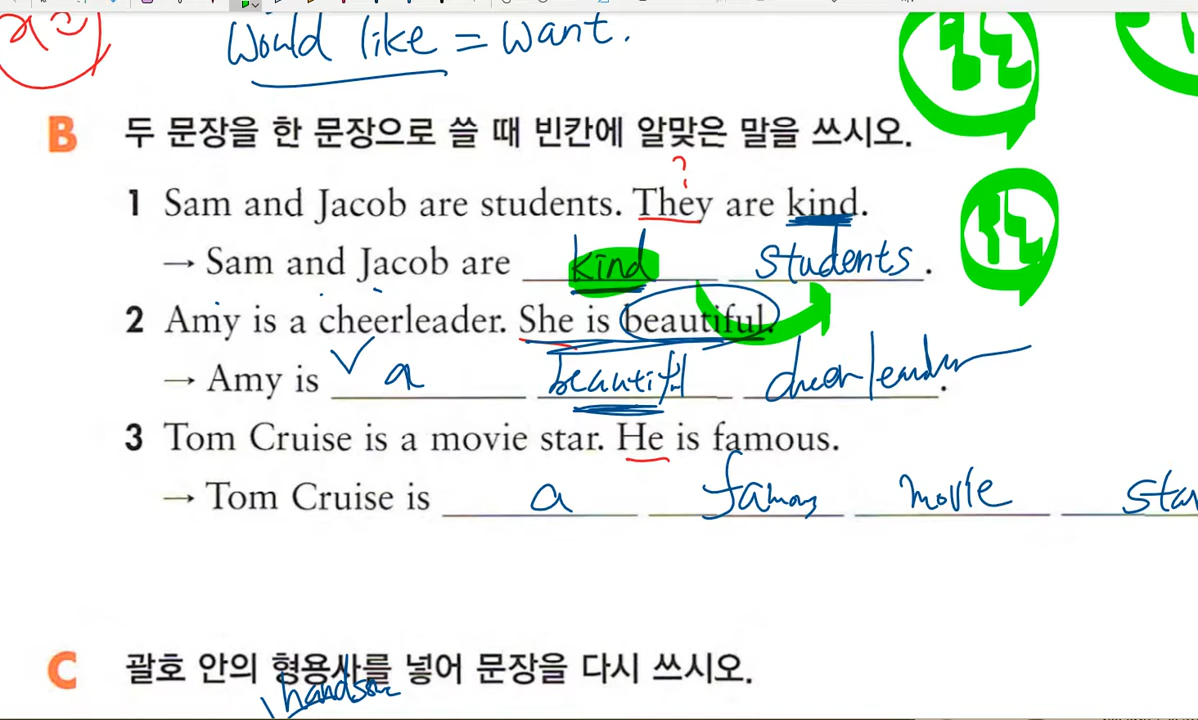 would like = want.
B 두 문장을 한 문장으로 쓸 때 빈칸에 알맞은 말을 쓰시오.
?
1 Sam and Jacob are students. They are kind.
→ Sam and Jacob are kind students.
2 Amy is a cheerleader. She is beautiful.
→ Amy is a beautiful cheerleader.
3 Tom Cruise is a movie star. He is famous.
→ Tom Cruise is a famous movie star
C 괄호 안의 형용사를 넣어 문장을 다시 쓰시오.